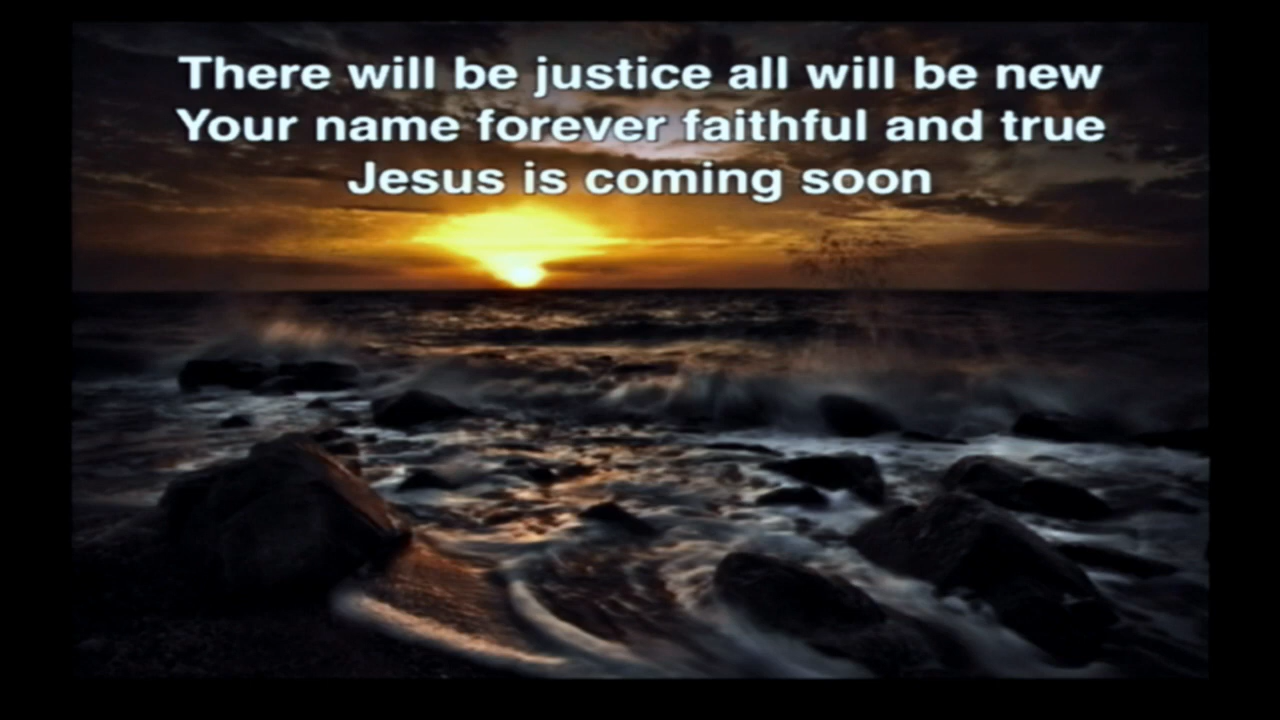 There will be justice all will be new
Your name forever faithful and true
Jesus is coming soon